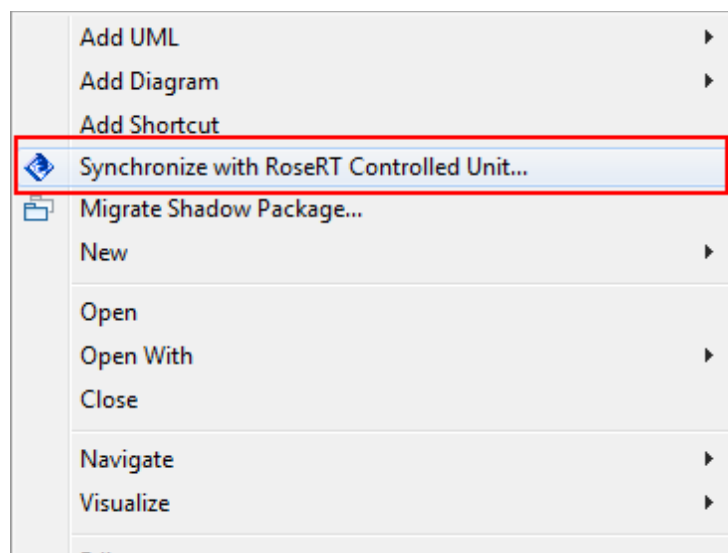 Add UML
Add Diagram
Add Shortcut
Synchronize with RoseRT Controlled Unit...
Migrate Shadow Package...
New
Open
Open With
Close
Navigate
Visualize